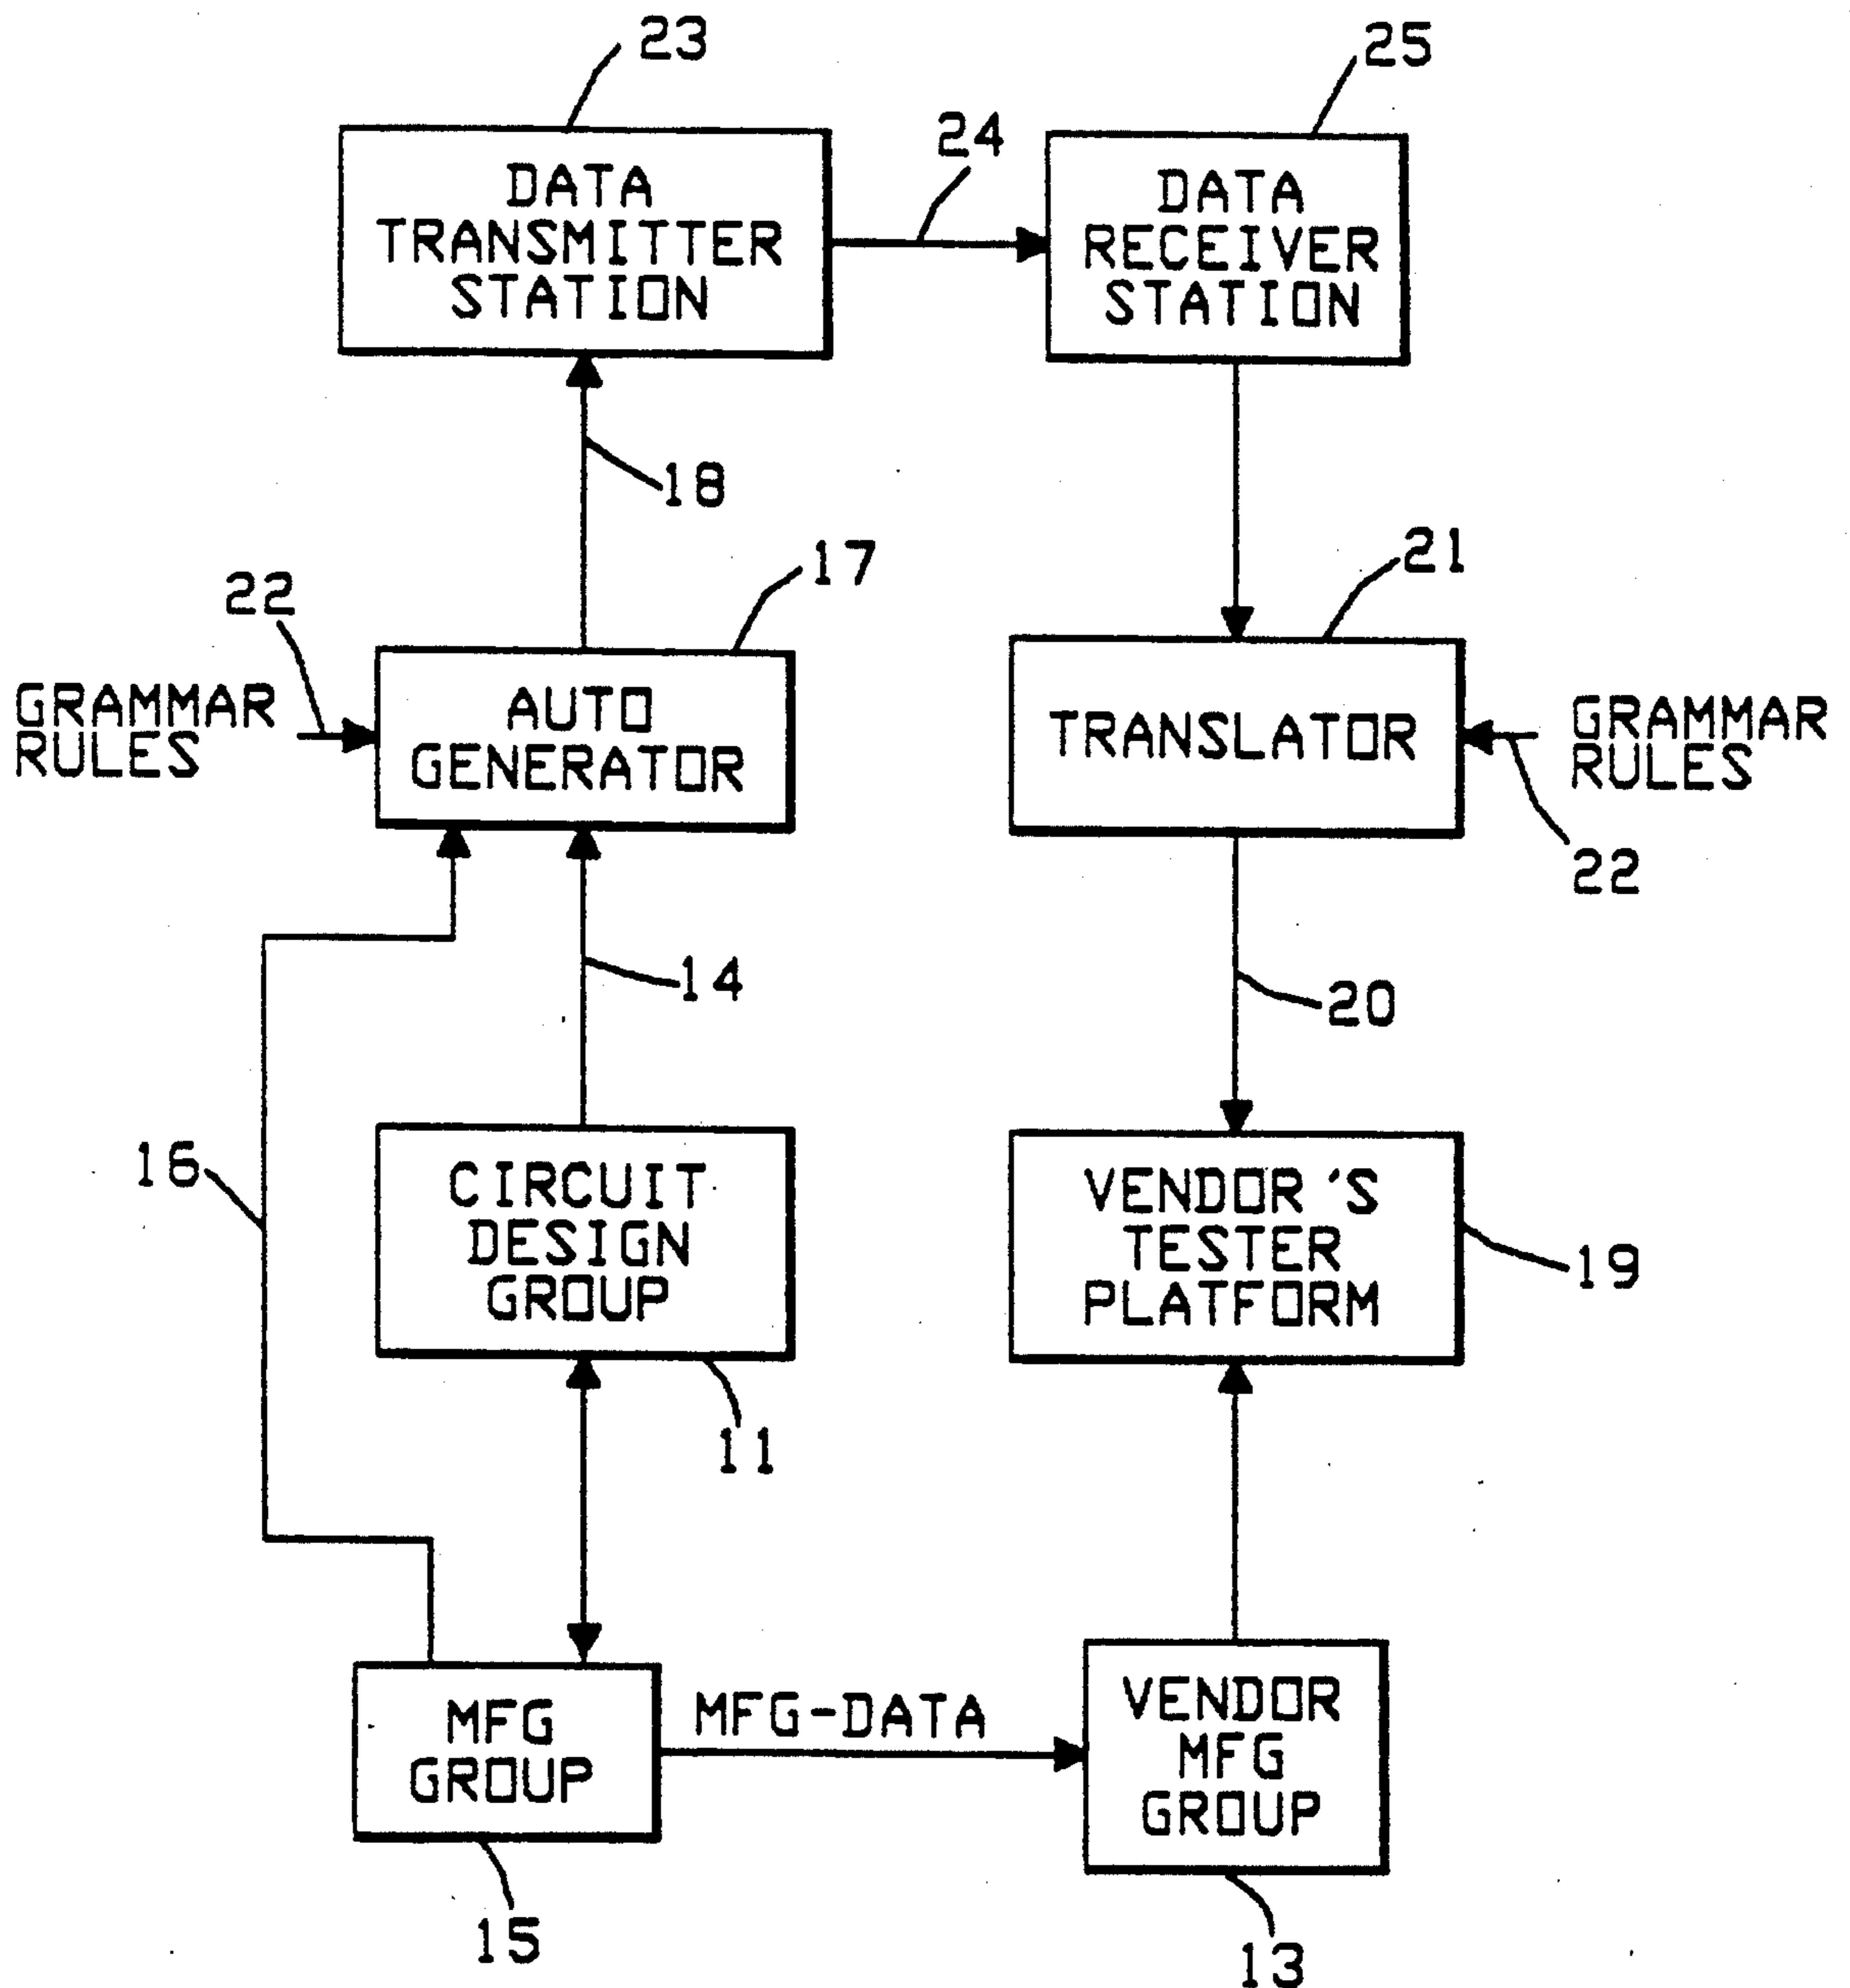 23
25
DATA
TRANSMITTER
STATION
24
DATA
RECEIVER
STATION
18
17
21
22
GRAMMAR
RULES
AUTO
GENERATOR
TRANSLATOR
GRAMMAR
RULES
22
14
20
16
CIRCUIT
DESIGN
GROUP
VENDOR'S
TESTER
PLATFORM
19
11
MFG
GROUP
MFG-DATA
VENDOR
MFG
GROUP
15
13